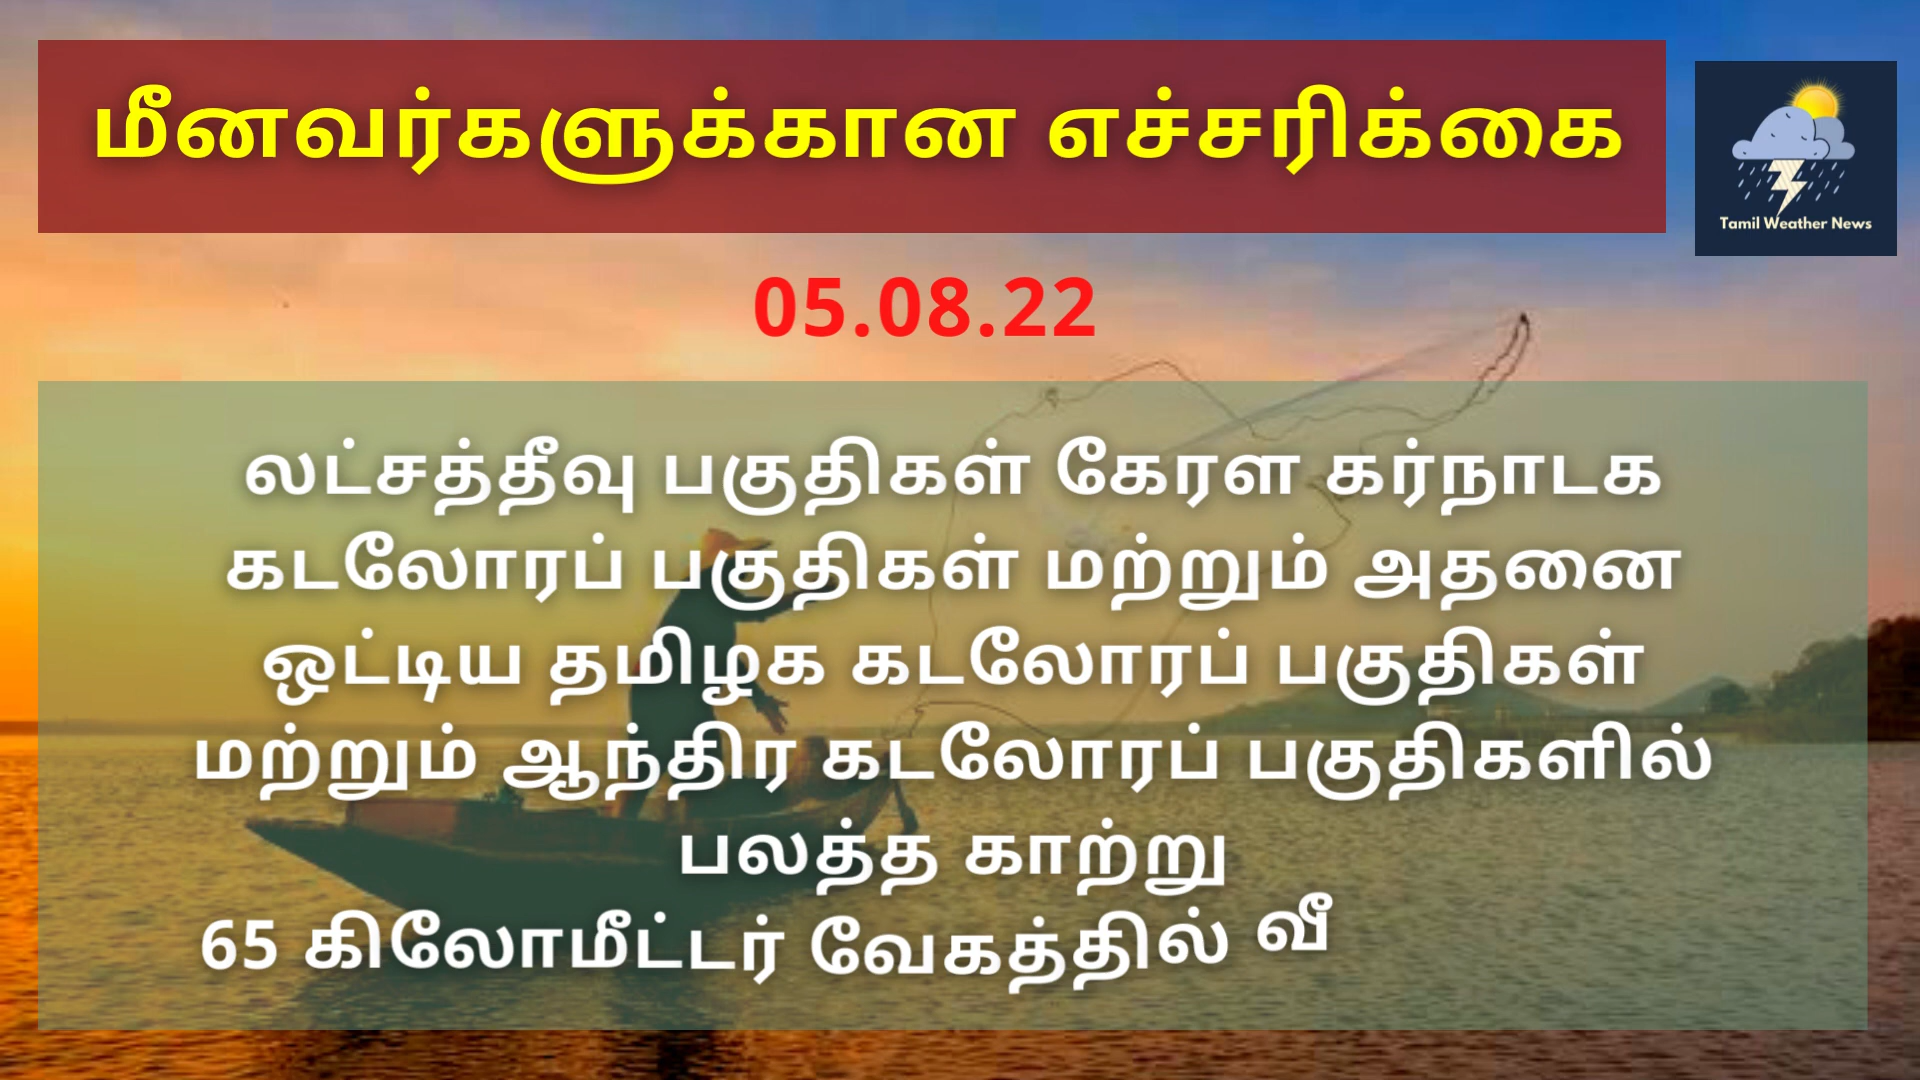 மீனவர்களுக்கான எச்சரிக்கை
Tamil Weather News
05.08.22
லட்சத்தீவு பகுதிகள் கேரள கர்நாடக
கடலோரப் பகுதிகள் மற்றும் அதனை
ஒட்டிய தமிழக கடலோரப் பகுதிகள்
மற்றும் ஆந்திர கடலோரப் பகுதிகளில்
பலத்த காற்று
65 கிலோமீட்டர் வேகத்தில் வீ